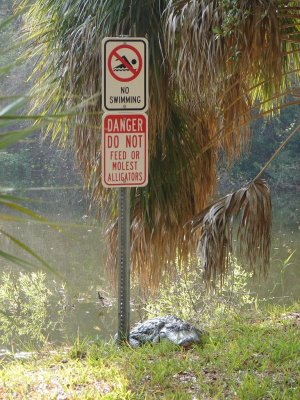 NO
SWIMMING
DANGER
DO NOT
FEED OR
MOLEST
ALLIGATORS